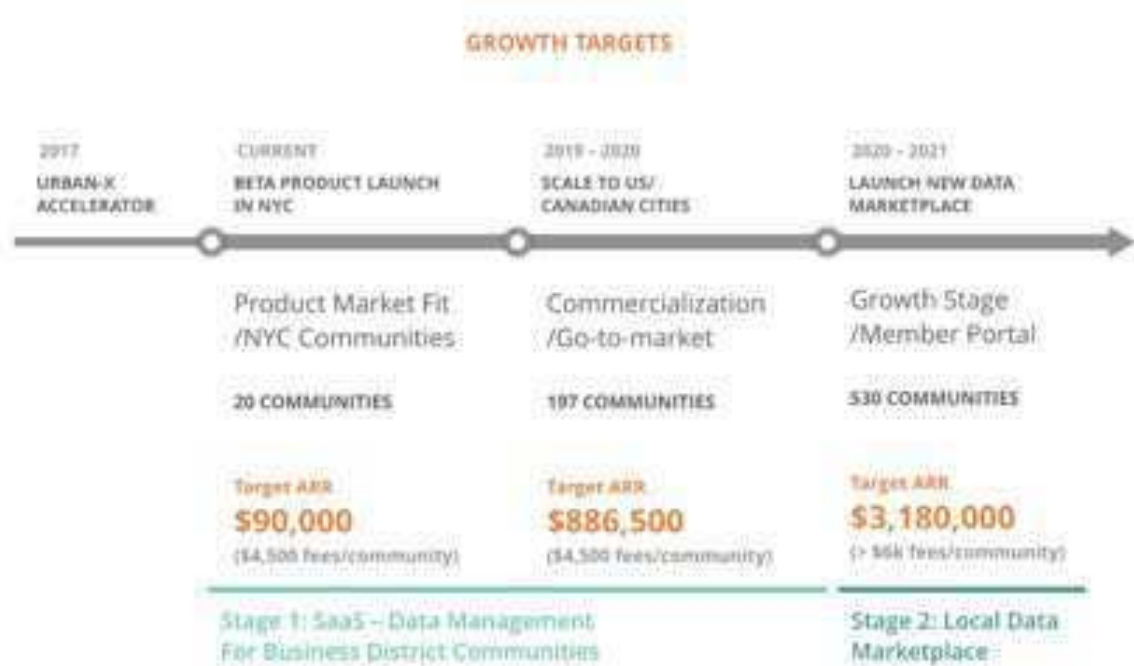 GROWTH TARGETS
2017
URBAN-X
ACCELERATOR
CURRENT
BETA PRODUCT LAUNCH
IN NYC
2019 - 2020
SCALE TO US/
CANADIAN CITIES
2020 - 2021
LAUNCH NEW DATA
MARKETPLACE
Product Market Fit
/NYC Communities
Commercialization
/Go-to-market
Growth Stage
/Member Portal
20 COMMUNITIES
197 COMMUNITIES
530 COMMUNITIES
Target ARR
$90,000
($4,500 fees/community)
Target ARR
$886,500
($4,500 fees/community)
Target ARR
$3,180,000
(> $6k fees/community)
Stage 1: SaaS - Data Management
For Business District Communities
Stage 2: Local Data
Marketplace